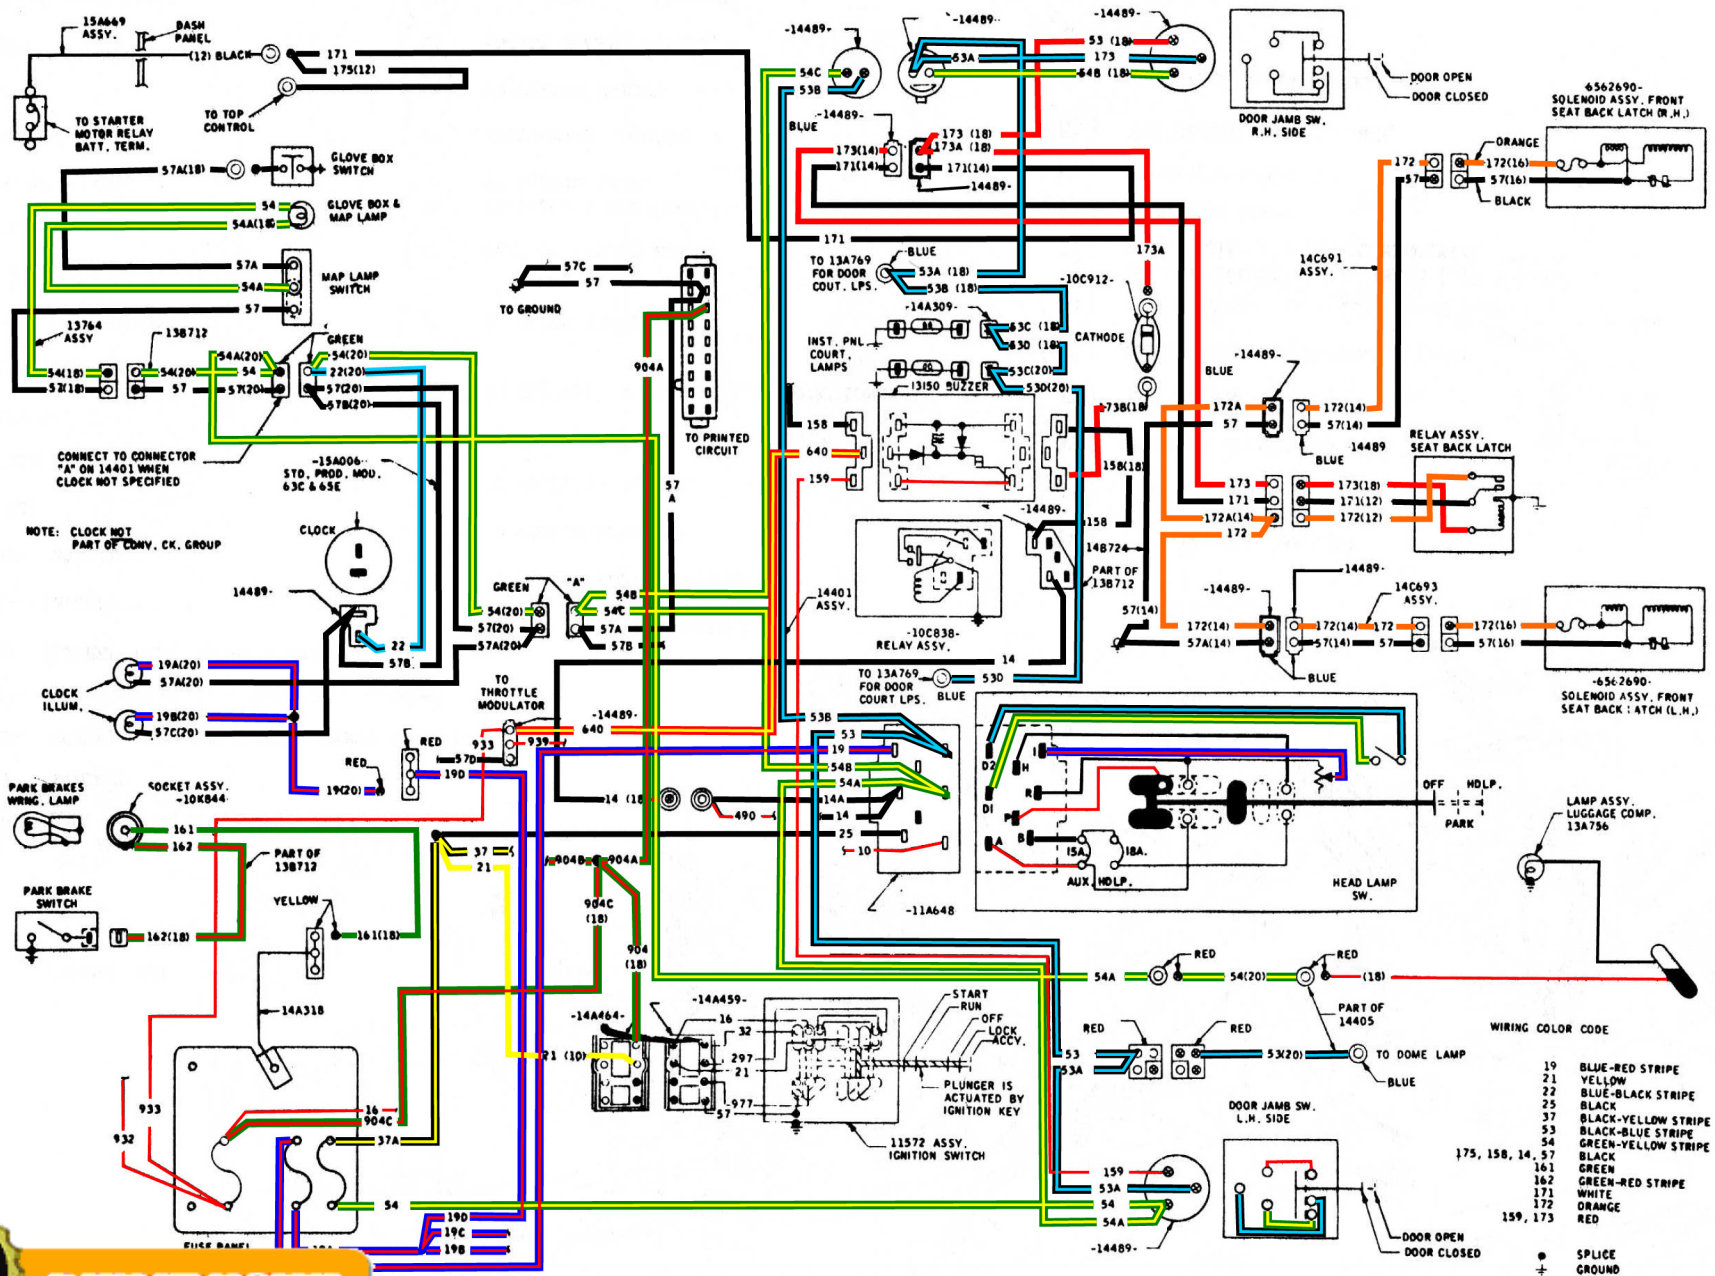 15A669
ASSY.
DASH
PANEL
(12) BLACK
171
175(12)
TO TOP
CONTROL
TO STARTER
MOTOR RELAY
BATT. TERM.
57A(18)
GLOVE BOX
SWITCH
54
54A(18)
GLOVE BOX &
MAP LAMP
57A
54A
57
MAP LAMP
SWITCH
13764
ASSY
13B712
GREEN
54(18)
57(18)
54(20)
57
54A(20)
54
57(20)
54(20)
22(20)
57(20)
57B(20)
CONNECT TO CONNECTOR
"A" ON 14401 WHEN
CLOCK NOT SPECIFIED
-15A006-
STD. PROD. MOD.
63C & 65E
NOTE: CLOCK NOT
PART OF CONV. CK. GROUP
CLOCK
14489-
22
57B
19A(20)
57A(20)
CLOCK
ILLUM.
19B(20)
57C(20)
RED
19(20)
RED
19D
933
57D
TO
THROTTLE
MODULATOR
-14489-
640
939
GREEN
"A"
54(20)
57(20)
57A(20)
54B
54C
57A
57B
57C
57
TO GROUND
904A
57
A
TO PRINTED
CIRCUIT
-14489-
54C
53B
-14489-
53A
-14489-
53 (18)
173
54B (18)
DOOR JAMB SW.
R.H. SIDE
DOOR OPEN
DOOR CLOSED
-14489-
BLUE
173(14)
171(14)
173 (18)
173A (18)
171(14)
14489-
171
TO 13A769
FOR DOOR
COUT. LPS.
BLUE
53A (18)
53B (18)
173A
-10C912-
CATHODE
-14A309-
INST. PNL
COURT.
LAMPS
53C (18)
53D (18)
53C(20)
53D(20)
13150 BUZZER
158
640
159
173B(18)
158(18)
-10C838-
RELAY ASSY.
-14489-
158
14B724
PART OF
13B712
14401
ASSY.
14
TO 13A769
FOR DOOR
COURT LPS.
BLUE
53D
-6562690-
SOLENOID ASSY. FRONT
SEAT BACK LATCH (R.H.)
172
57
ORANGE
172(16)
57(16)
BLACK
14C691
ASSY.
-14489-
BLUE
172A
57
172(14)
57(14)
14489
BLUE
RELAY ASSY.
SEAT BACK LATCH
173
171
172A(14)
172
173(18)
171(12)
172(12)
-14489-
14489-
14C693
ASSY.
57(14)
172(14)
57A(14)
172(14)
57(14)
172
57
172(16)
57(16)
BLUE
-6562690-
SOLENOID ASSY. FRONT
SEAT BACK LATCH (L.H.)
53B
53
19
54B
54A
14A
14
25
10
14 (18)
490
-11A648
D2
H
I
R
D1
P
A
B
15A.
18A.
AUX. HDLP.
HEAD LAMP
SW.
OFF
HDLP.
PARK
LAMP ASSY.
LUGGAGE COMP.
13A756
PARK BRAKES
WRNG. LAMP
SOCKET ASSY.
-10K844-
161
162
PART OF
13B712
PARK BRAKE
SWITCH
162(18)
YELLOW
161(18)
14A318
37
21
904B
904A
904C
(18)
904
(18)
-14A464-
-14A459-
21 (10)
16
32
297
21
-977
57
START
RUN
OFF
LOCK
ACCY.
PLUNGER IS
ACTUATED BY
IGNITION KEY
11572 ASSY.
IGNITION SWITCH
933
932
16
904C
37A
54
19D
19C
19B
FUSE PANEL
54A
RED
54(20)
RED
(18)
PART OF
14405
53
53A
RED
RED
53(20)
TO DOME LAMP
BLUE
159
53A
54
54A
-14489-
DOOR JAMB SW.
L.H. SIDE
DOOR OPEN
DOOR CLOSED
WIRING COLOR CODE
19 BLUE-RED STRIPE
21 YELLOW
22 BLUE-BLACK STRIPE
25 BLACK
37 BLACK-YELLOW STRIPE
53 BLACK-BLUE STRIPE
54 GREEN-YELLOW STRIPE
175, 158, 14, 57 BLACK
161 GREEN
162 GREEN-RED STRIPE
171 WHITE
172 ORANGE
159, 173 RED
SPLICE
GROUND